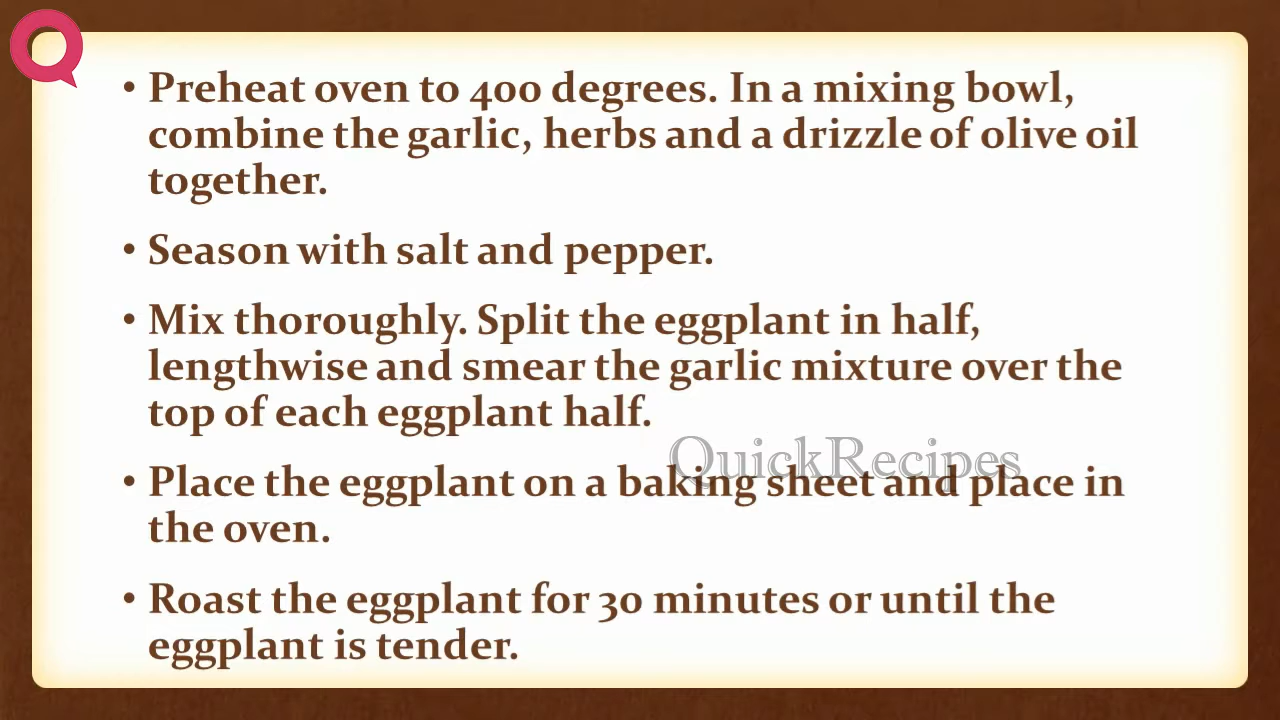 • Preheat oven to 400 degrees. In a mixing bowl,
combine the garlic, herbs and a drizzle of olive oil
together.
• Season with salt and pepper.
• Mix thoroughly. Split the eggplant in half,
lengthwise and smear the garlic mixture over the
top of each eggplant half.
QuickRecipes
• Place the eggplant on a baking sheet and place in
the oven.
• Roast the eggplant for 30 minutes or until the
eggplant is tender.